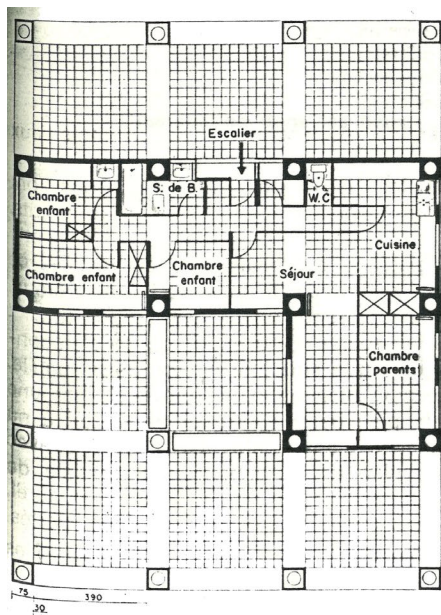 Escalier
S. de B.
W.C
Chambre
enfant
Cuisine
Chambre enfant
Chambre
enfant
Séjour
Chambre
parents
75
390
30